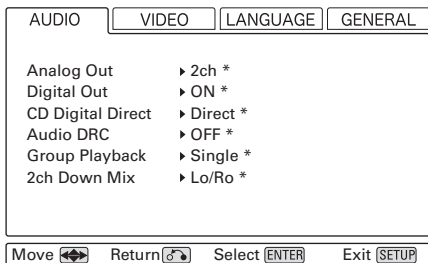 AUDIO VIDEO LANGUAGE GENERAL
Analog Out 2ch *
Digital Out ON *
CD Digital Direct Direct *
Audio DRC OFF *
Group Playback Single *
2ch Down Mix Lo/Ro *
Move Return Select ENTER Exit SETUP